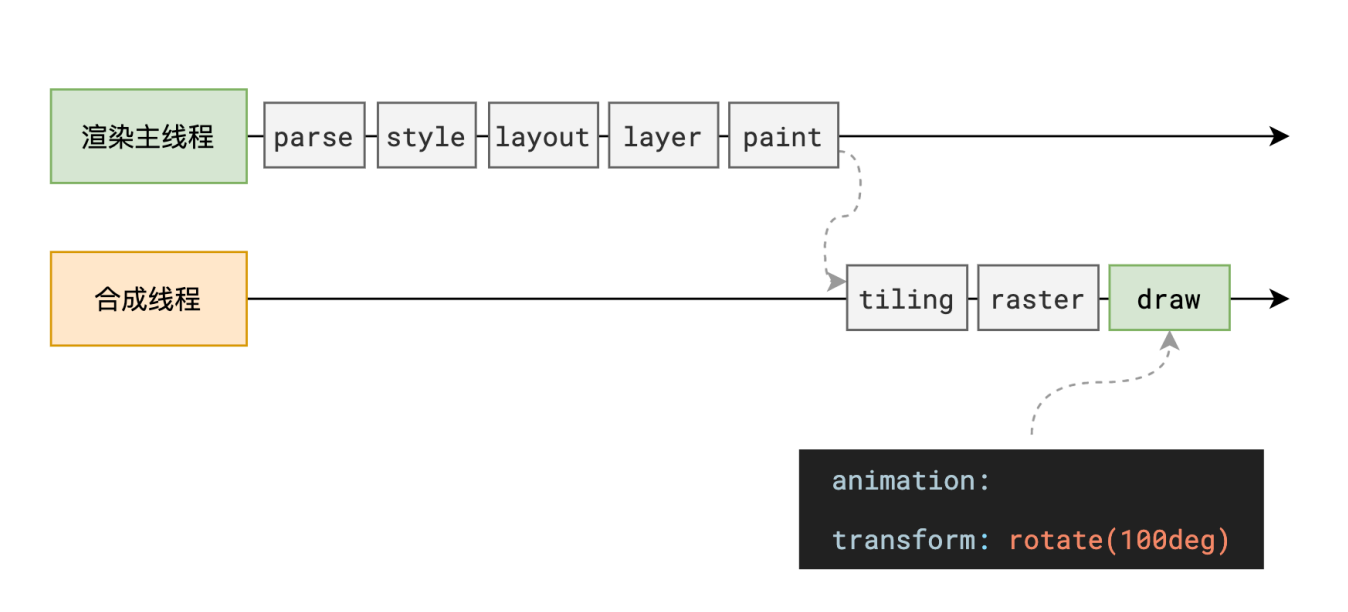 渲染主线程
parse
style
layout
layer
paint
合成线程
tiling
raster
draw
animation:
transform: rotate(100deg)